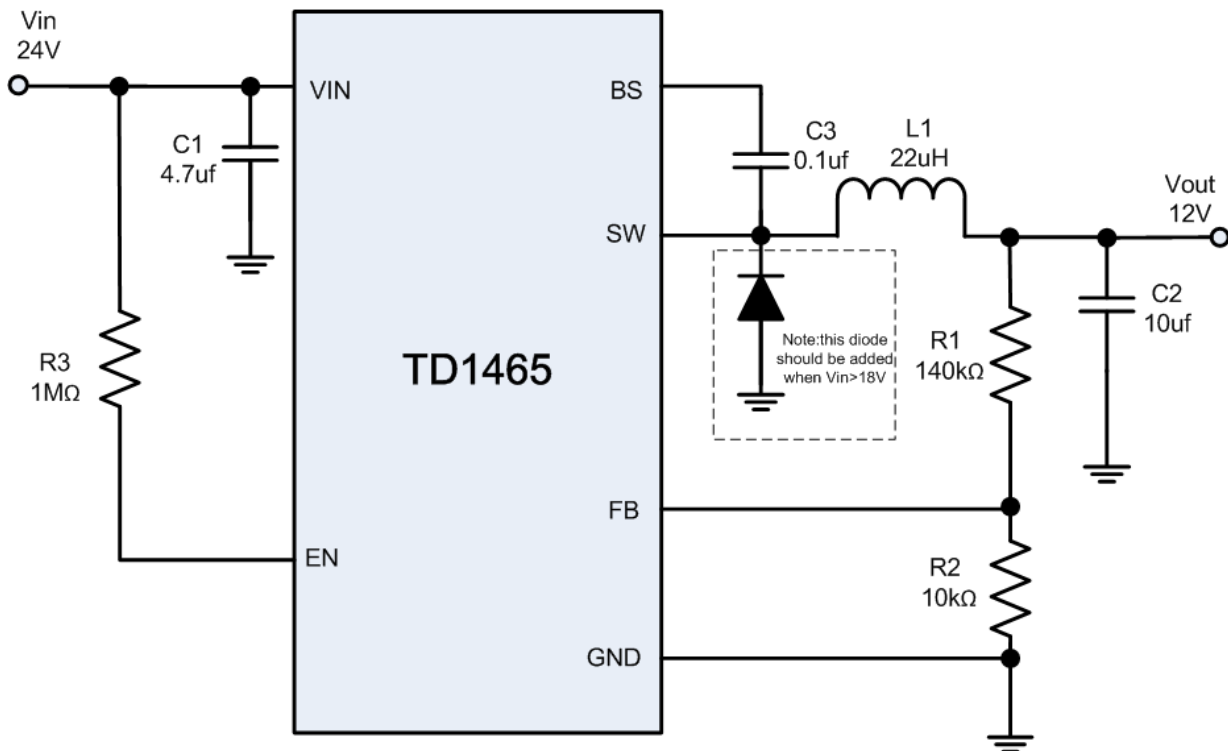 Vin
24V
VIN
BS
C1
4.7uf
C3
0.1uf
L1
22uH
Vout
12V
SW
C2
10uf
R3
1MΩ
TD1465
Note:this diode
should be added
when Vin>18V
R1
140kΩ
FB
EN
R2
10kΩ
GND